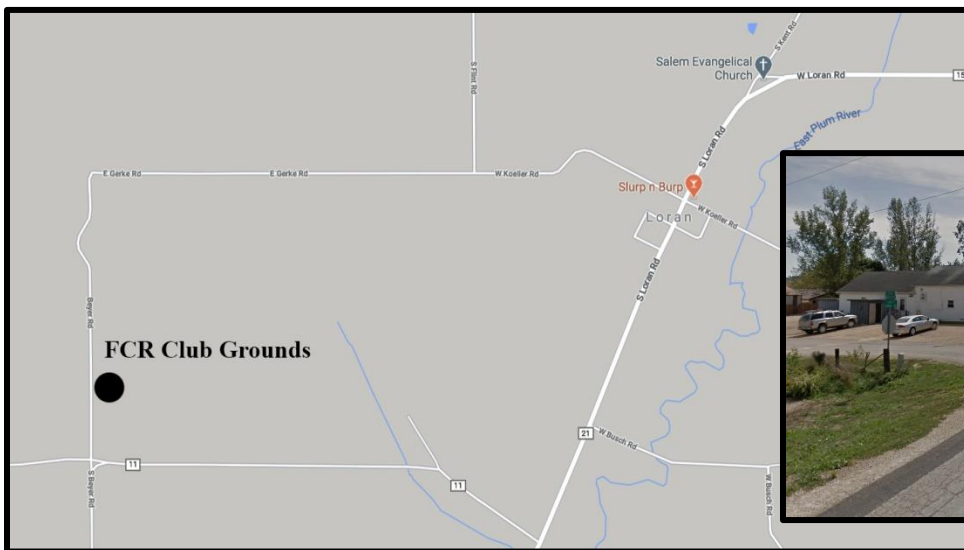 S Kent Rd
Salem Evangelical
Church
W Loran Rd
15
S Flint Rd
East Plum River
S Loran Rd
E Gerke Rd
E Gerke Rd
W Koeller Rd
Slurp n Burp
W Koeller Rd
Loran
S Loran Rd
Beyer Rd
FCR Club Grounds
21
W Busch Rd
11
S Beyer Rd
11
W Busch Rd